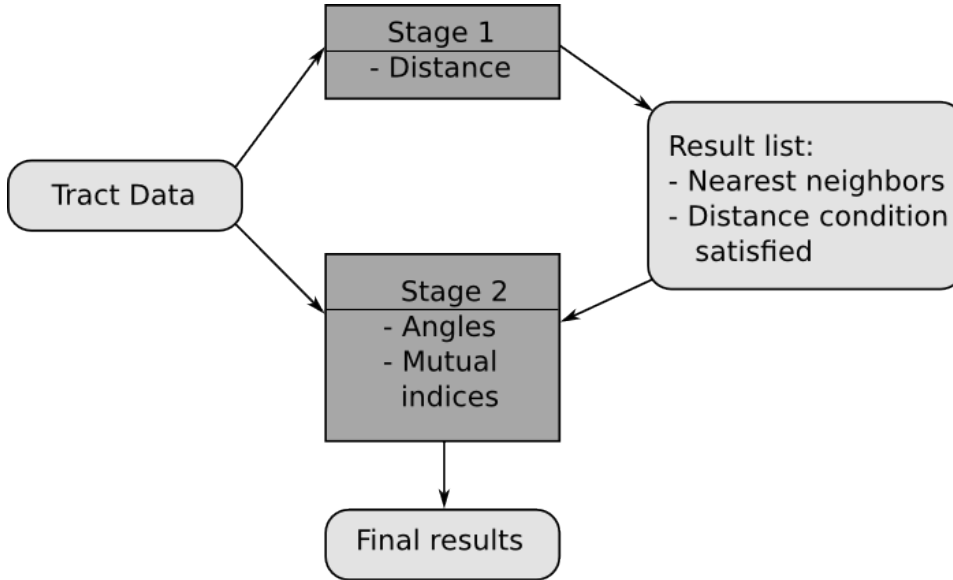 Stage 1
- Distance
Tract Data
Result list:
- Nearest neighbors
- Distance condition
satisfied
Stage 2
- Angles
- Mutual
indices
Final results